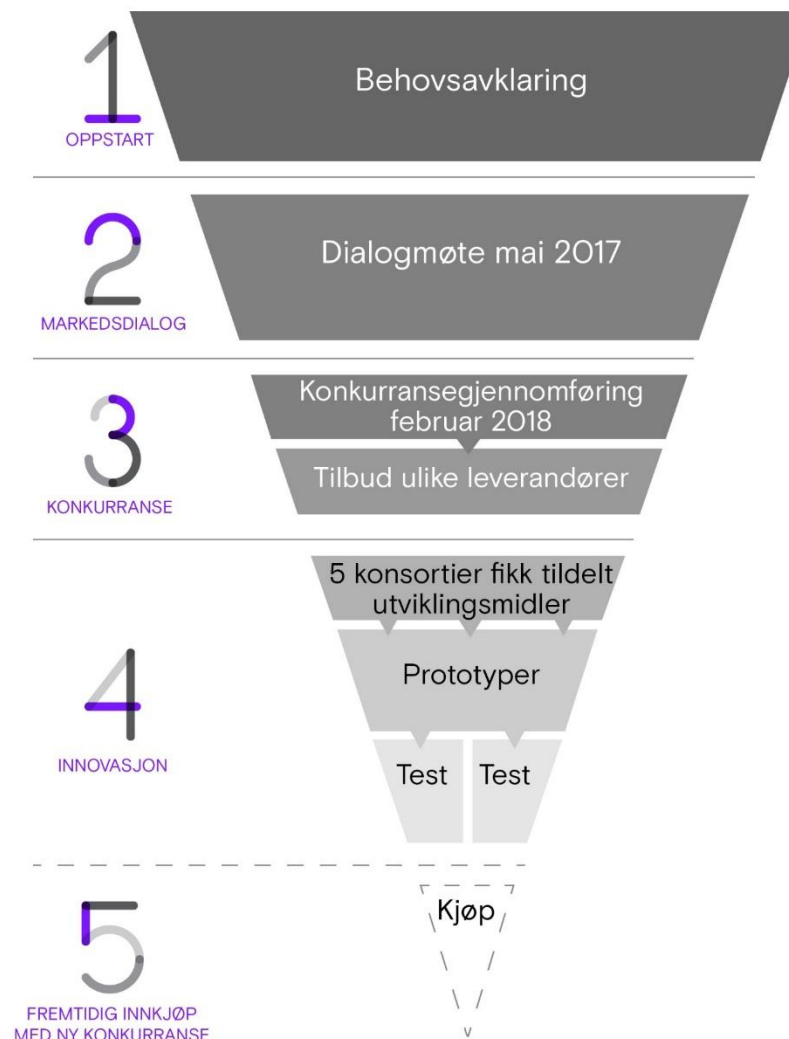 1
Behovsavklaring
OPPSTART
2
Dialogmøte mai 2017
MARKEDSDIALOG
3
Konkurransegjennomføring
februar 2018
Tilbud ulike leverandører
KONKURRANSE
4
5 konsortier fikk tildelt
utviklingsmidler
Prototyper
Test Test
INNOVASJON
5
Kjøp
FREMTIDIG INNKJØP
MED NY KONKURRANSE